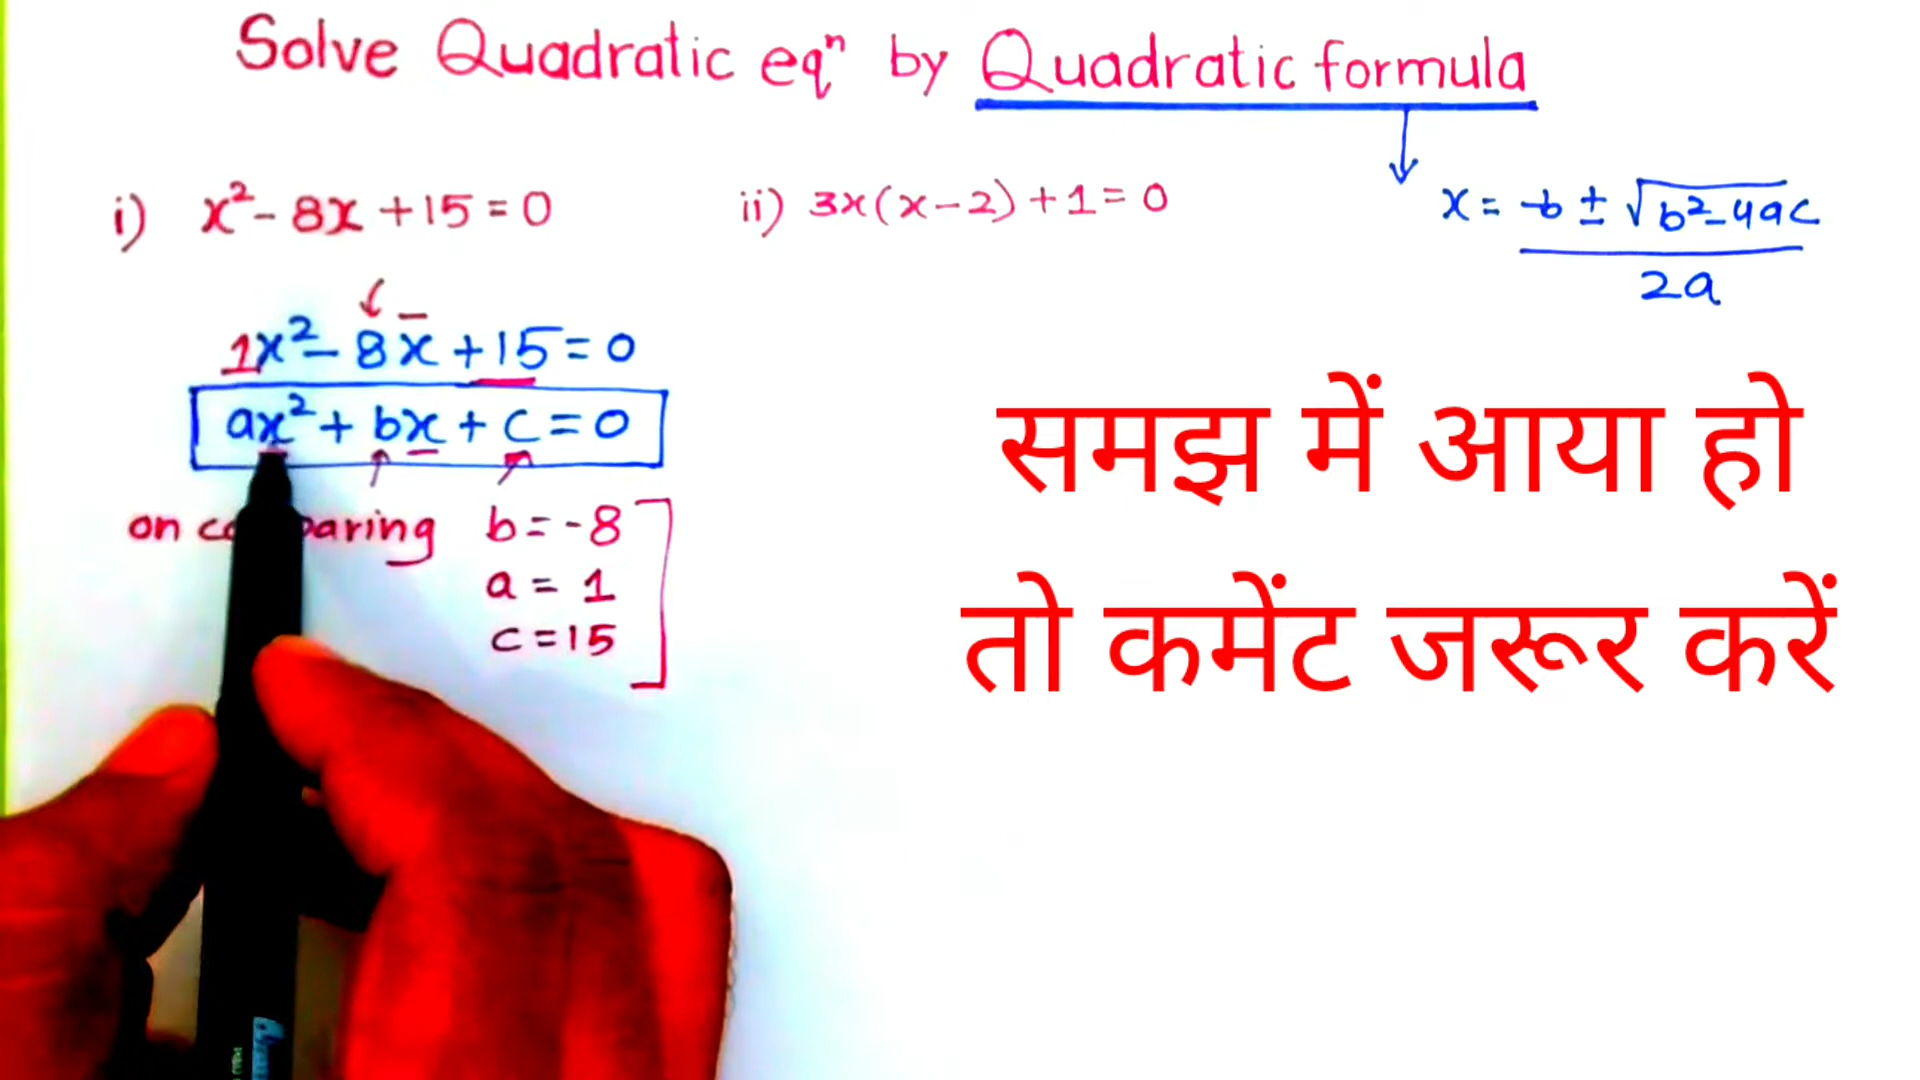 Solve Quadratic eqⁿ by Quadratic formula
i) x² - 8x + 15 = 0
ii) 3x(x-2) + 1 = 0
x = -b ± √b² - 4ac
2a
1x² - 8x + 15 = 0
ax² + bx + c = 0
on comparing b = -8
a = 1
c = 15
समझ में आया हो
तो कमेंट जरूर करें